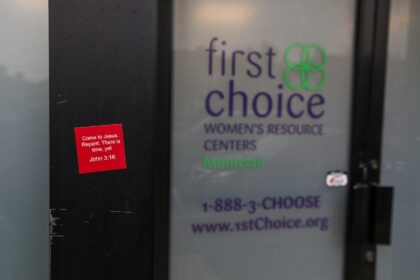 first
choice
WOMEN'S RESOURCE
CENTERS
Montclair
1-888-3-CHOOSE
www.1stChoice.org
Come to Jesus.
Repent. There is
time, yet
John 3:16